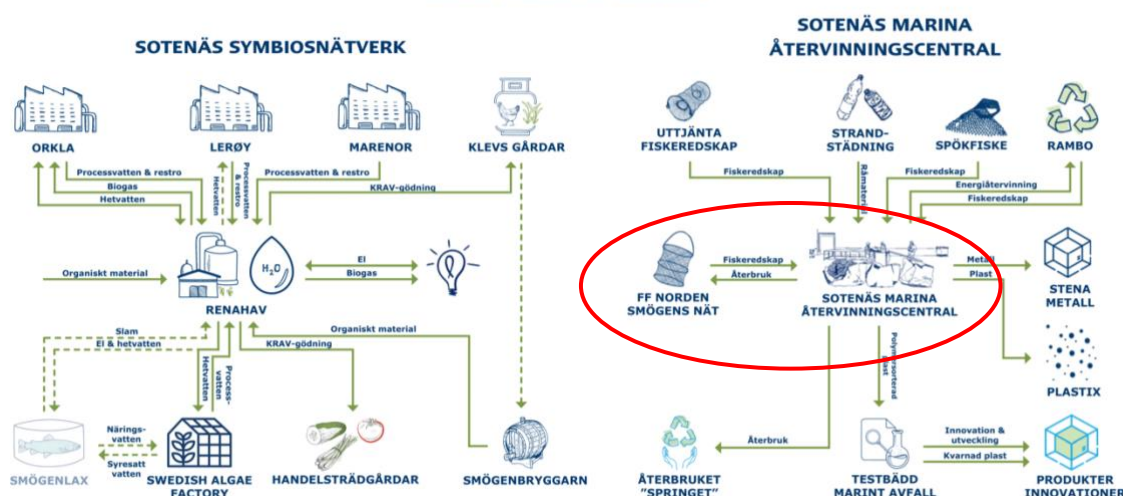 SOTENÄS SYMBIOSNÄTVERK
ORKLA
LERØY
MARENOR
KLEVS GÅRDAR
Processvatten & restro
Biogas
Hetvatten
Hetvatten
Processvatten
& restro
Processvatten & restro
KRAV-gödning
Organiskt material
H₂O
RENAHAV
El
Biogas
Slam
El & hetvatten
Hetvatten
Process-
vatten
KRAV-gödning
Organiskt material
Närings-
vatten
Syresatt
vatten
SMÖGENLAX
SWEDISH ALGAE
FACTORY
HANDELSTRÄDGÅRDAR
SMÖGENBRYGGARN
SOTENÄS MARINA
ÅTERVINNINGSCENTRAL
UTTJÄNTA
FISKEREDSKAP
STRAND-
STÄDNING
SPÖKFISKE
RAMBO
Fiskeredskap
Råmaterial
Fiskeredskap
Energiåtervinning
Fiskeredskap
FF NORDEN
SMÖGENS NÄT
Fiskeredskap
Återbruk
SOTENÄS MARINA
ÅTERVINNINGSCENTRAL
Metall
Plast
STENA
METALL
PLASTIX
Polymersorterad
plast
Återbruk
ÅTERBRUKET
"SPRINGET"
TESTBÄDD
MARINT AVFALL
Innovation &
utveckling
Kvarnad plast
PRODUKTER
INNOVATIONER